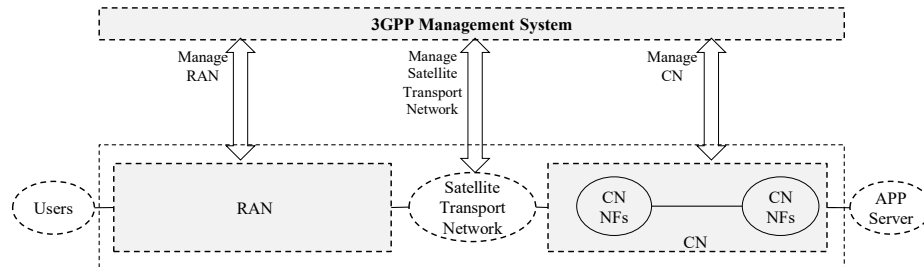 3GPP Management System
Manage
RAN
Manage
Satellite
Transport
Network
Manage
CN
Users
RAN
Satellite
Transport
Network
CN
NFs
CN
NFs
CN
APP
Server